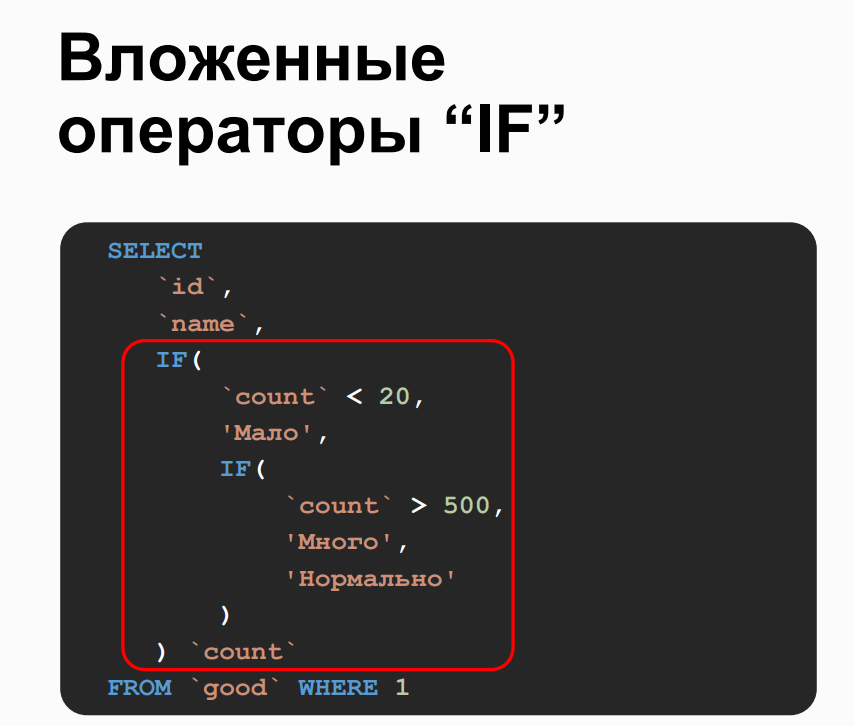 Вложенные
операторы “IF”
SELECT
`id`,
`name`,
IF(
`count` < 20,
'Мало',
IF(
`count` > 500,
'Много',
'Нормально'
)
) `count`
FROM `good` WHERE 1